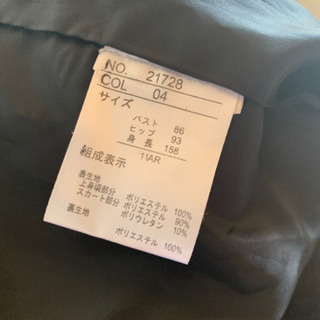 NO. 21728
COL 04
サイズ
バスト 86
ヒップ 93
身長 158
11AR
組成表示
表生地
上身頃部分 ポリエステル 100%
スカート部分 ポリエステル 90%
ポリウレタン 10%
裏生地
ポリエステル 100%